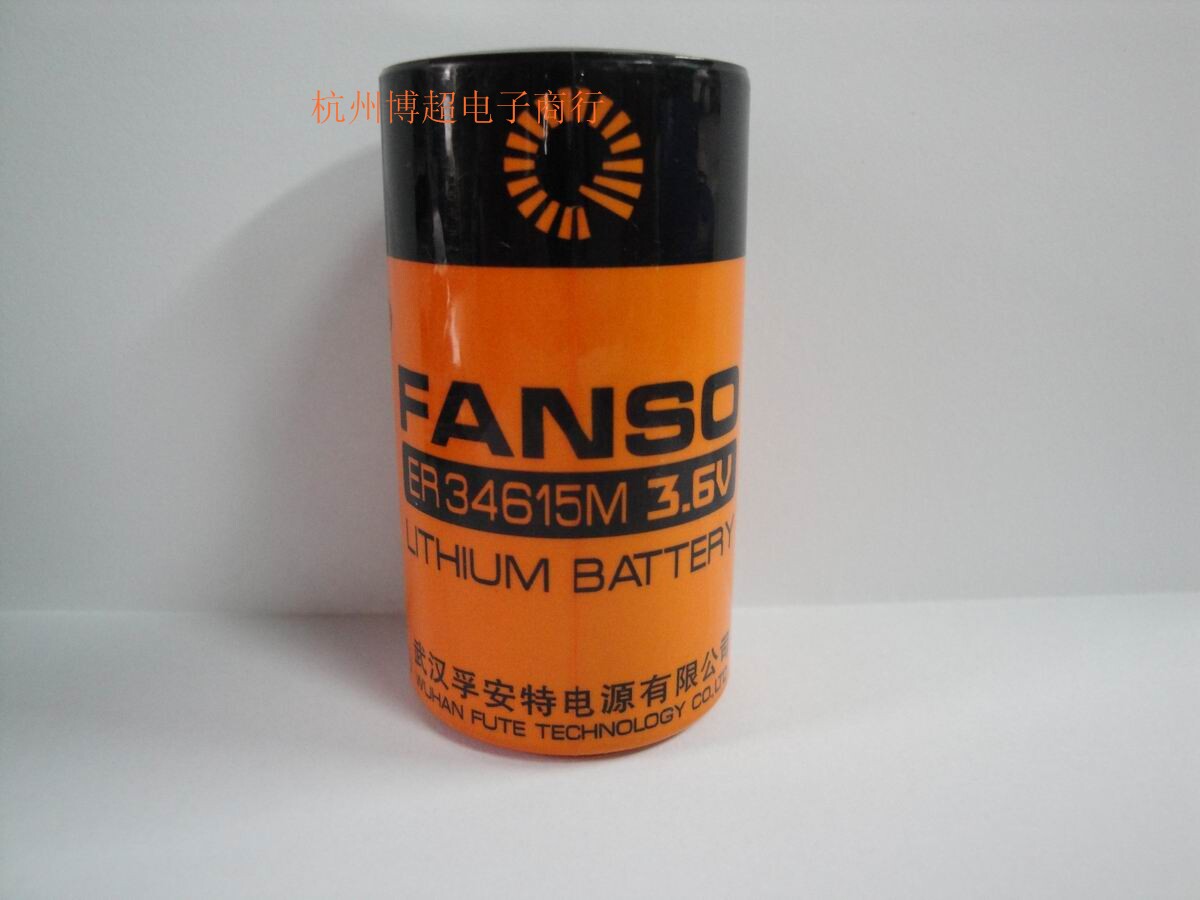 杭州博超电子商行
FANSO
ER34615M 3.6V
LITHIUM BATTERY
武汉孚安特电源有限公司
WUHAN FUTE TECHNOLOGY CO.,LTD